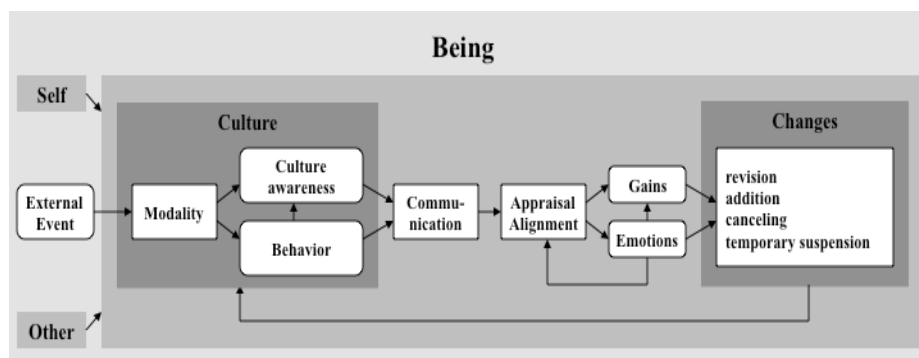 Being
Self
Culture
Changes
Culture
awareness
External
Event
Modality
Behavior
Commu-
nication
Appraisal
Alignment
Gains
Emotions
revision
addition
canceling
temporary suspension
Other